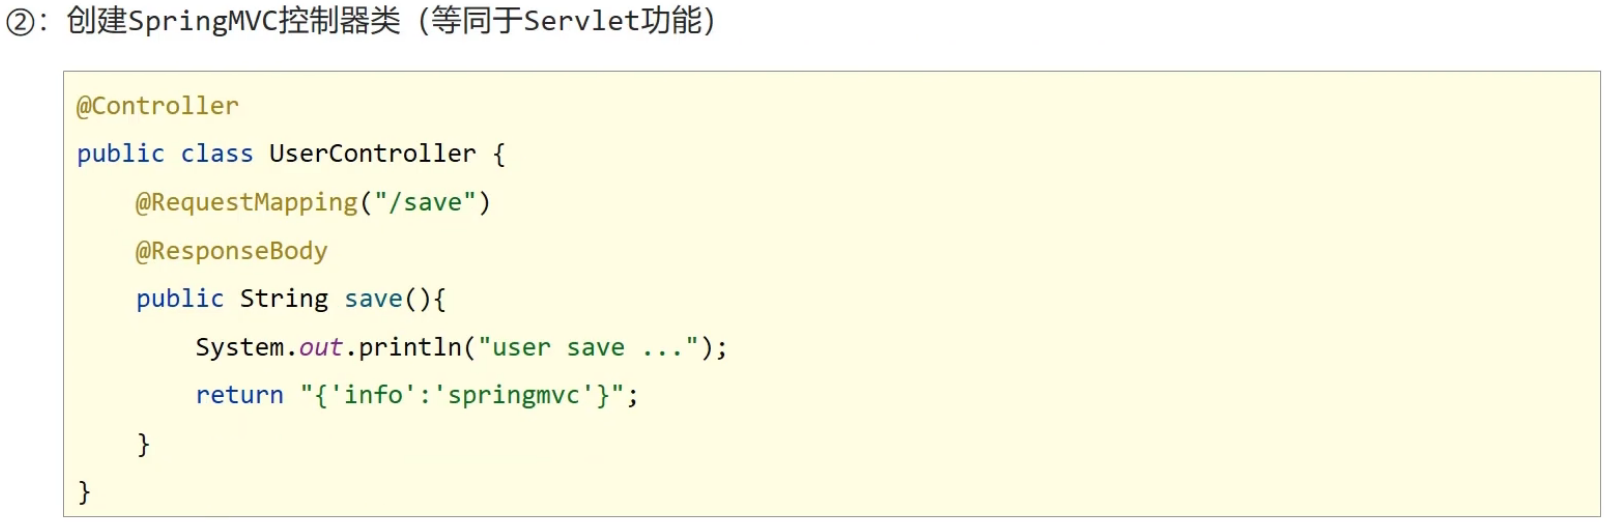 ②：创建SpringMVC控制器类（等同于Servlet功能）
@Controller
public class UserController {
    @RequestMapping("/save")
    @ResponseBody
    public String save(){
        System.out.println("user save ...");
        return "{'info':'springmvc'}";
    }
}